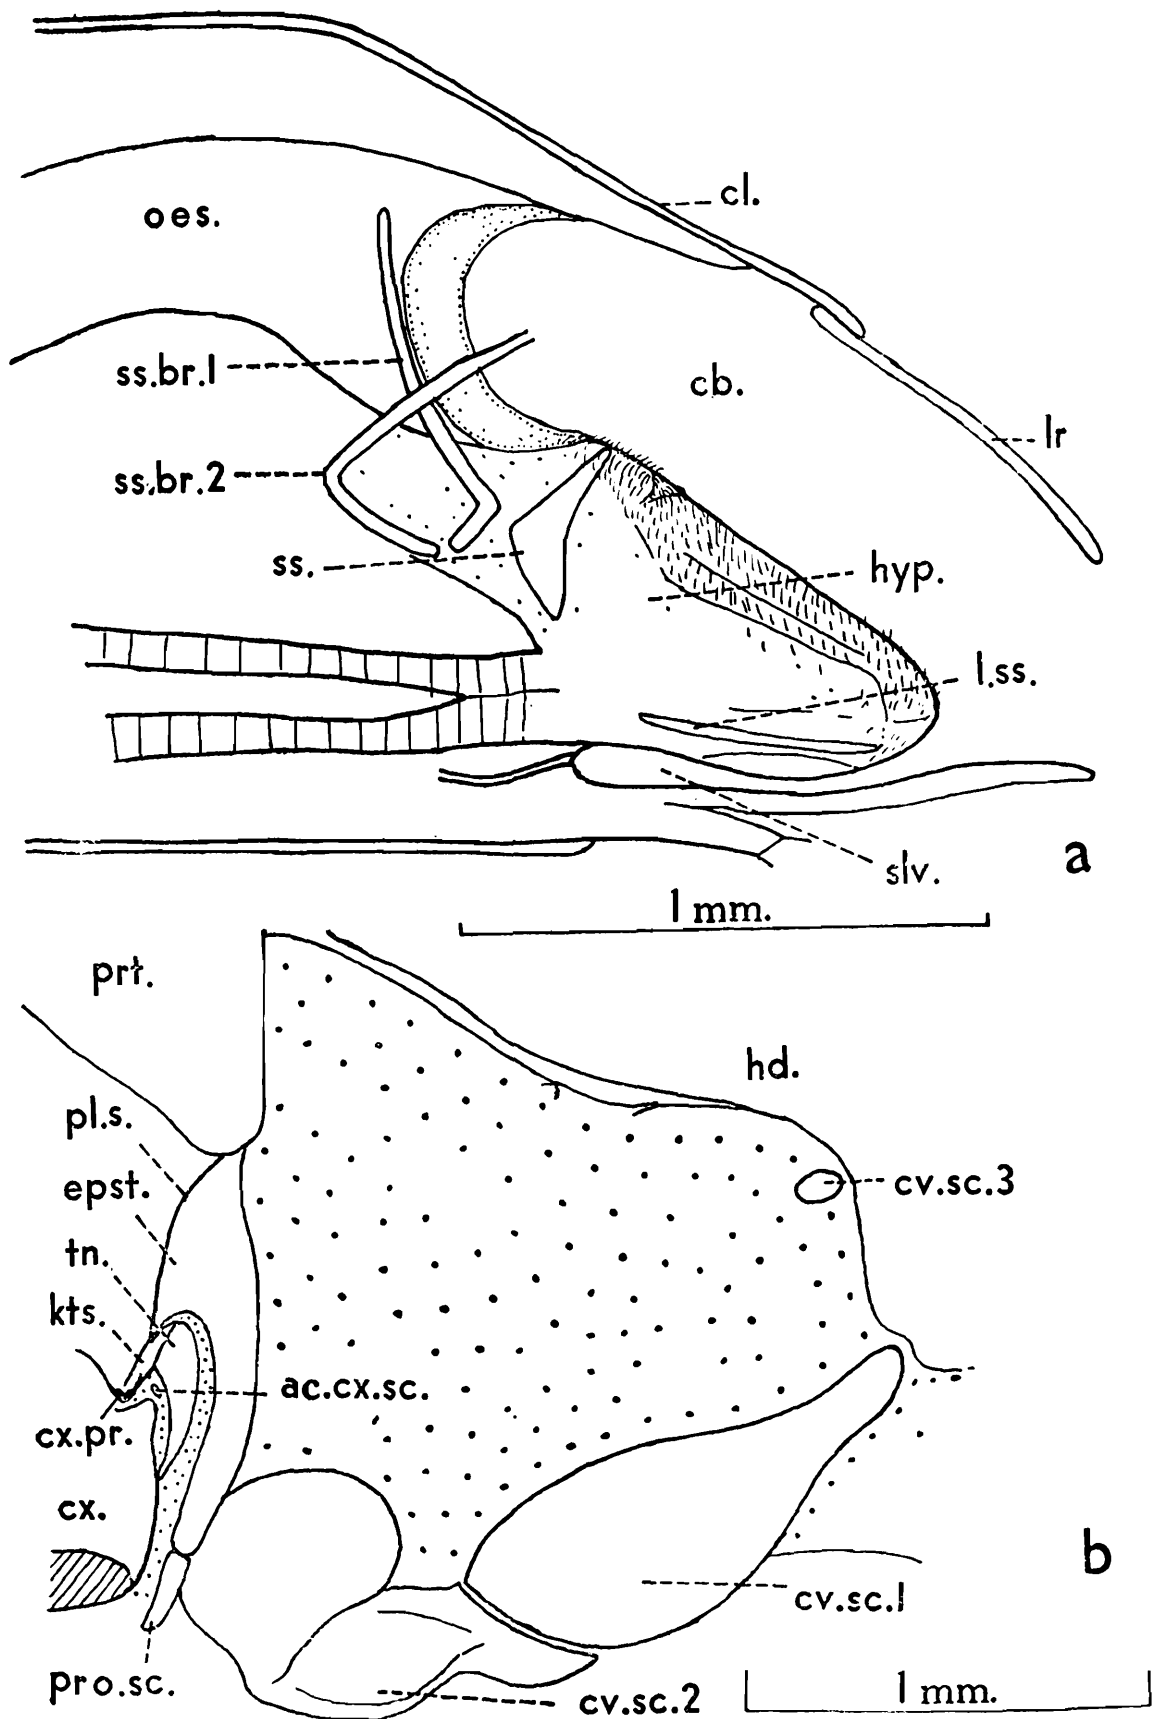 cl.
oes.
ss.br.1
cb.
lr
ss.br.2
ss.
hyp.
l.ss.
a
slv.
1 mm.
prt.
hd.
pl.s.
epst.
cv.sc.3
tn.
kts.
ac.cx.sc.
cx.pr.
cx.
b
cv.sc.1
pro.sc.
cv.sc.2
1 mm.